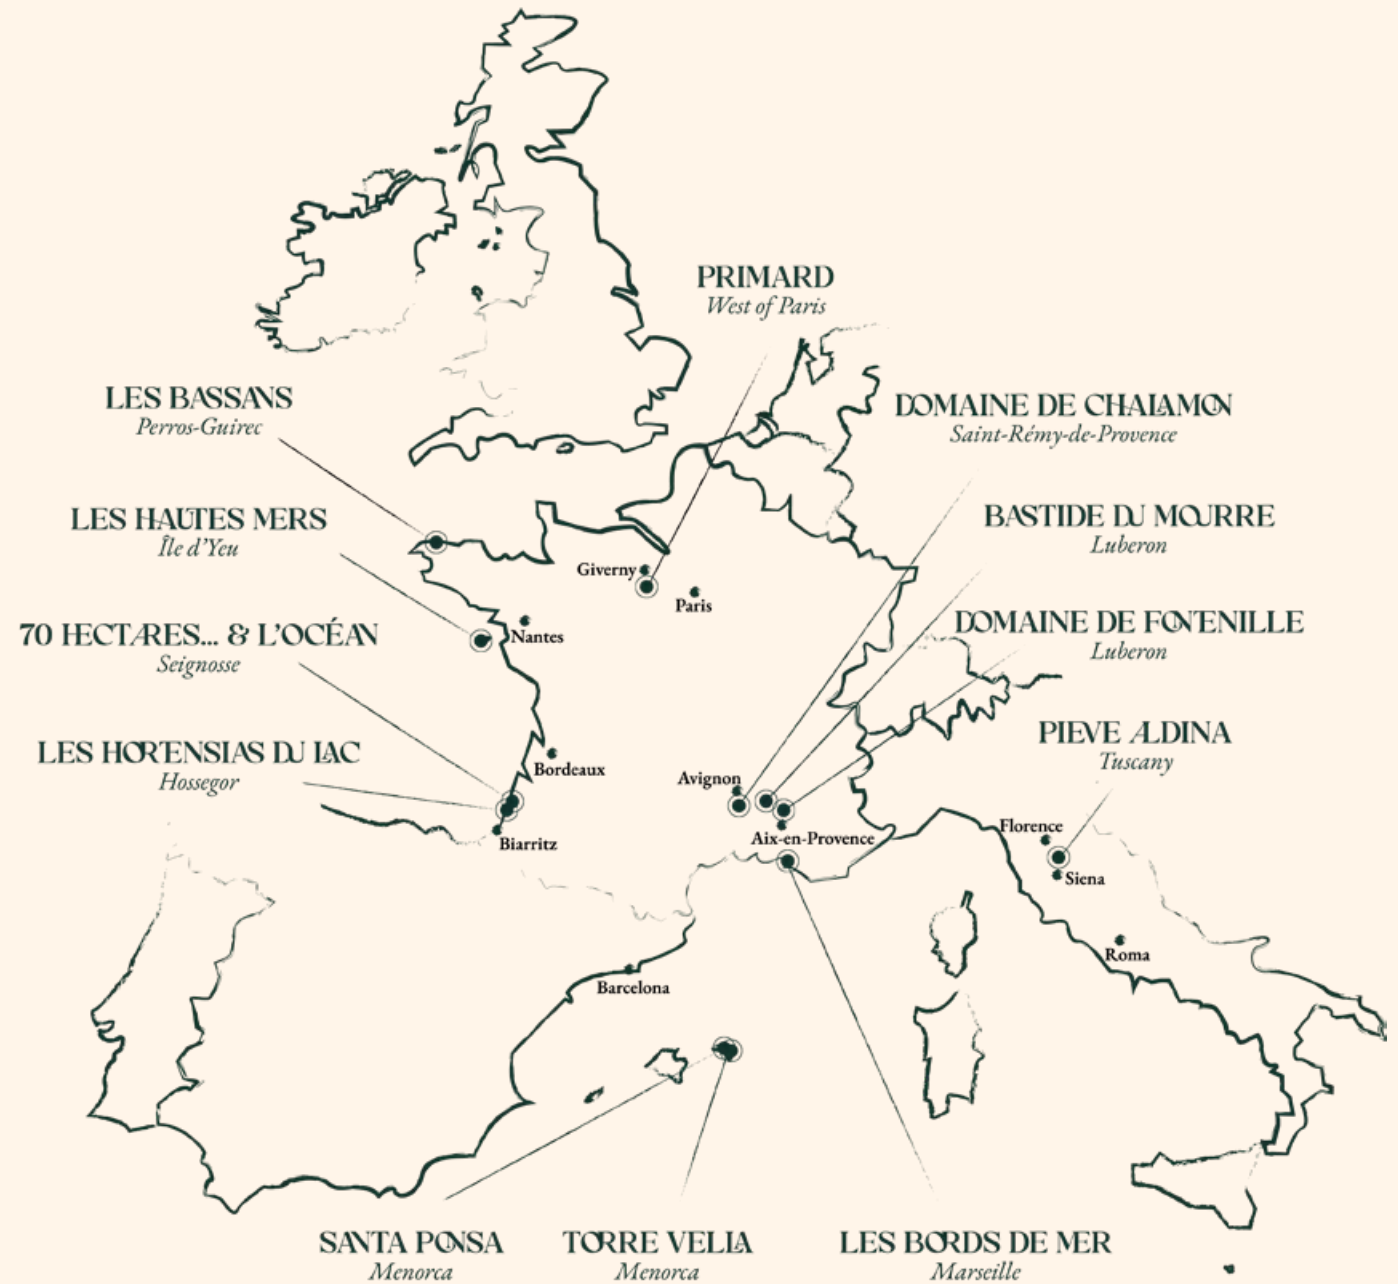 PRIMARD
West of Paris
LES BASSANS
Perros-Guirec
DOMAINE DE CHALAMON
Saint-Rémy-de-Provence
LES HAUTES MERS
Île d'Yeu
BASTIDE DU MOURRE
Luberon
Giverny
Paris
70 HECTARES... & L'OCÉAN
Seignosse
Nantes
DOMAINE DE FONTENILLE
Luberon
LES HORTENSIAS DU LAC
Hossegor
PIEVE ALDINA
Tuscany
Bordeaux
Avignon
Biarritz
Aix-en-Provence
Florence
Siena
Roma
Barcelona
SANTA PONSA
Menorca
TORRE VELLA
Menorca
LES BORDS DE MER
Marseille